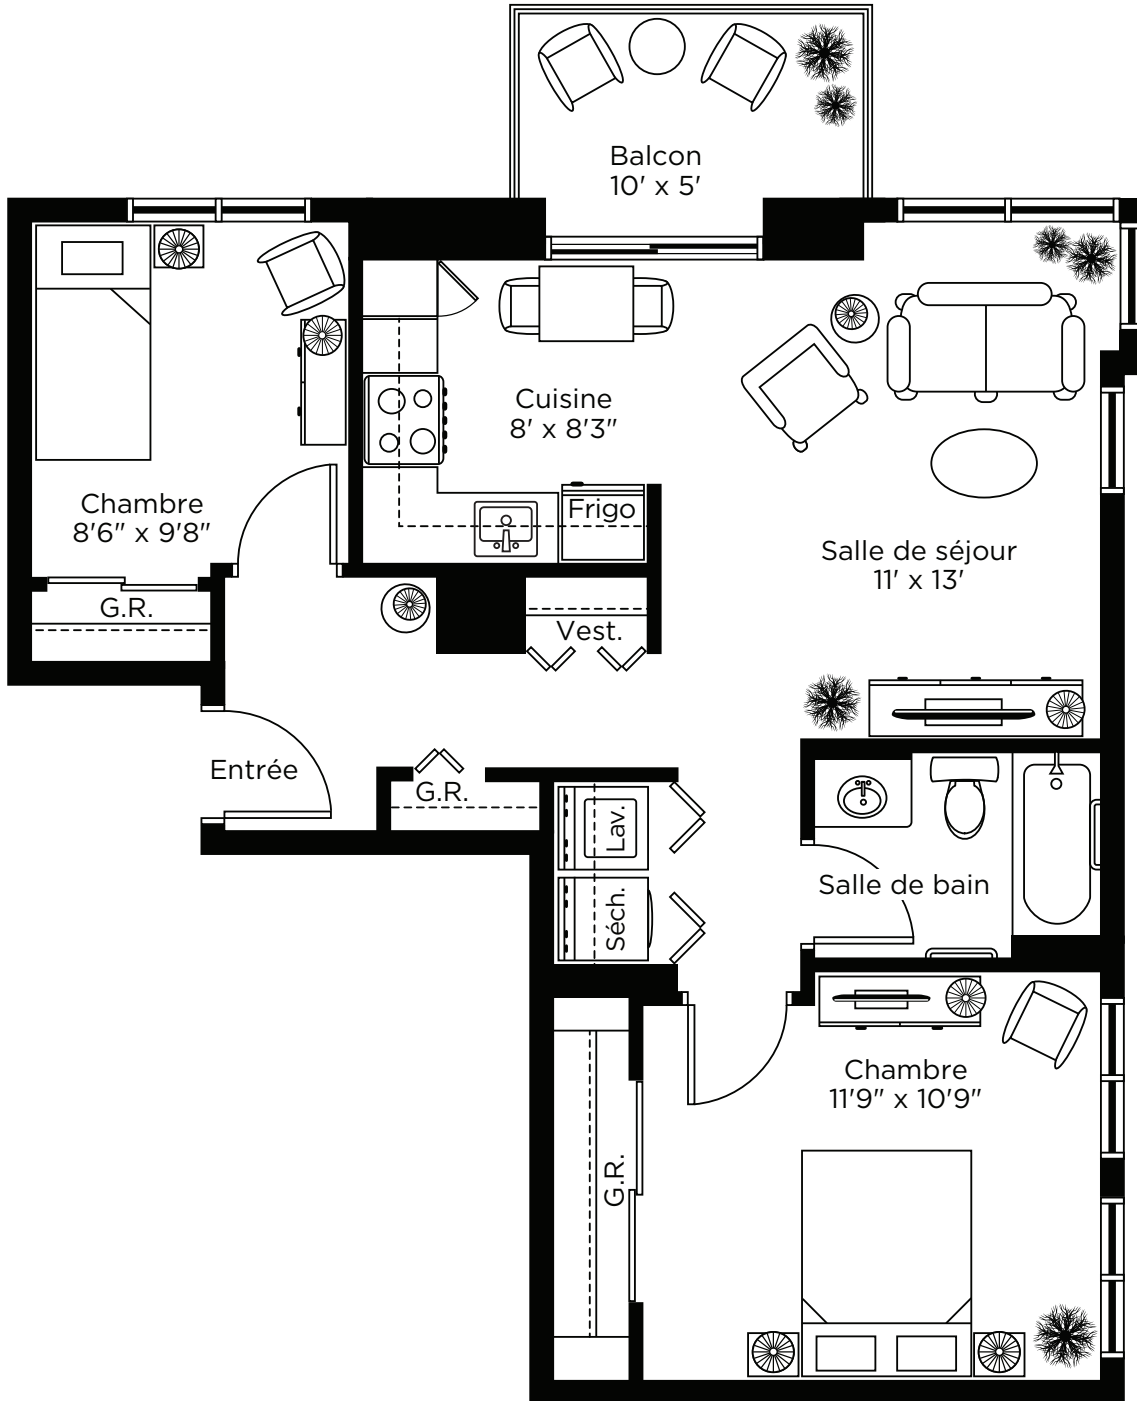 Balcon
10' x 5'
Cuisine
8' x 8'3"
Chambre
8'6" x 9'8"
Frigo
Salle de séjour
11' x 13'
G.R.
Vest.
Entrée
G.R.
Lav.
Séch.
Salle de bain
Chambre
11'9" x 10'9"
G.R.